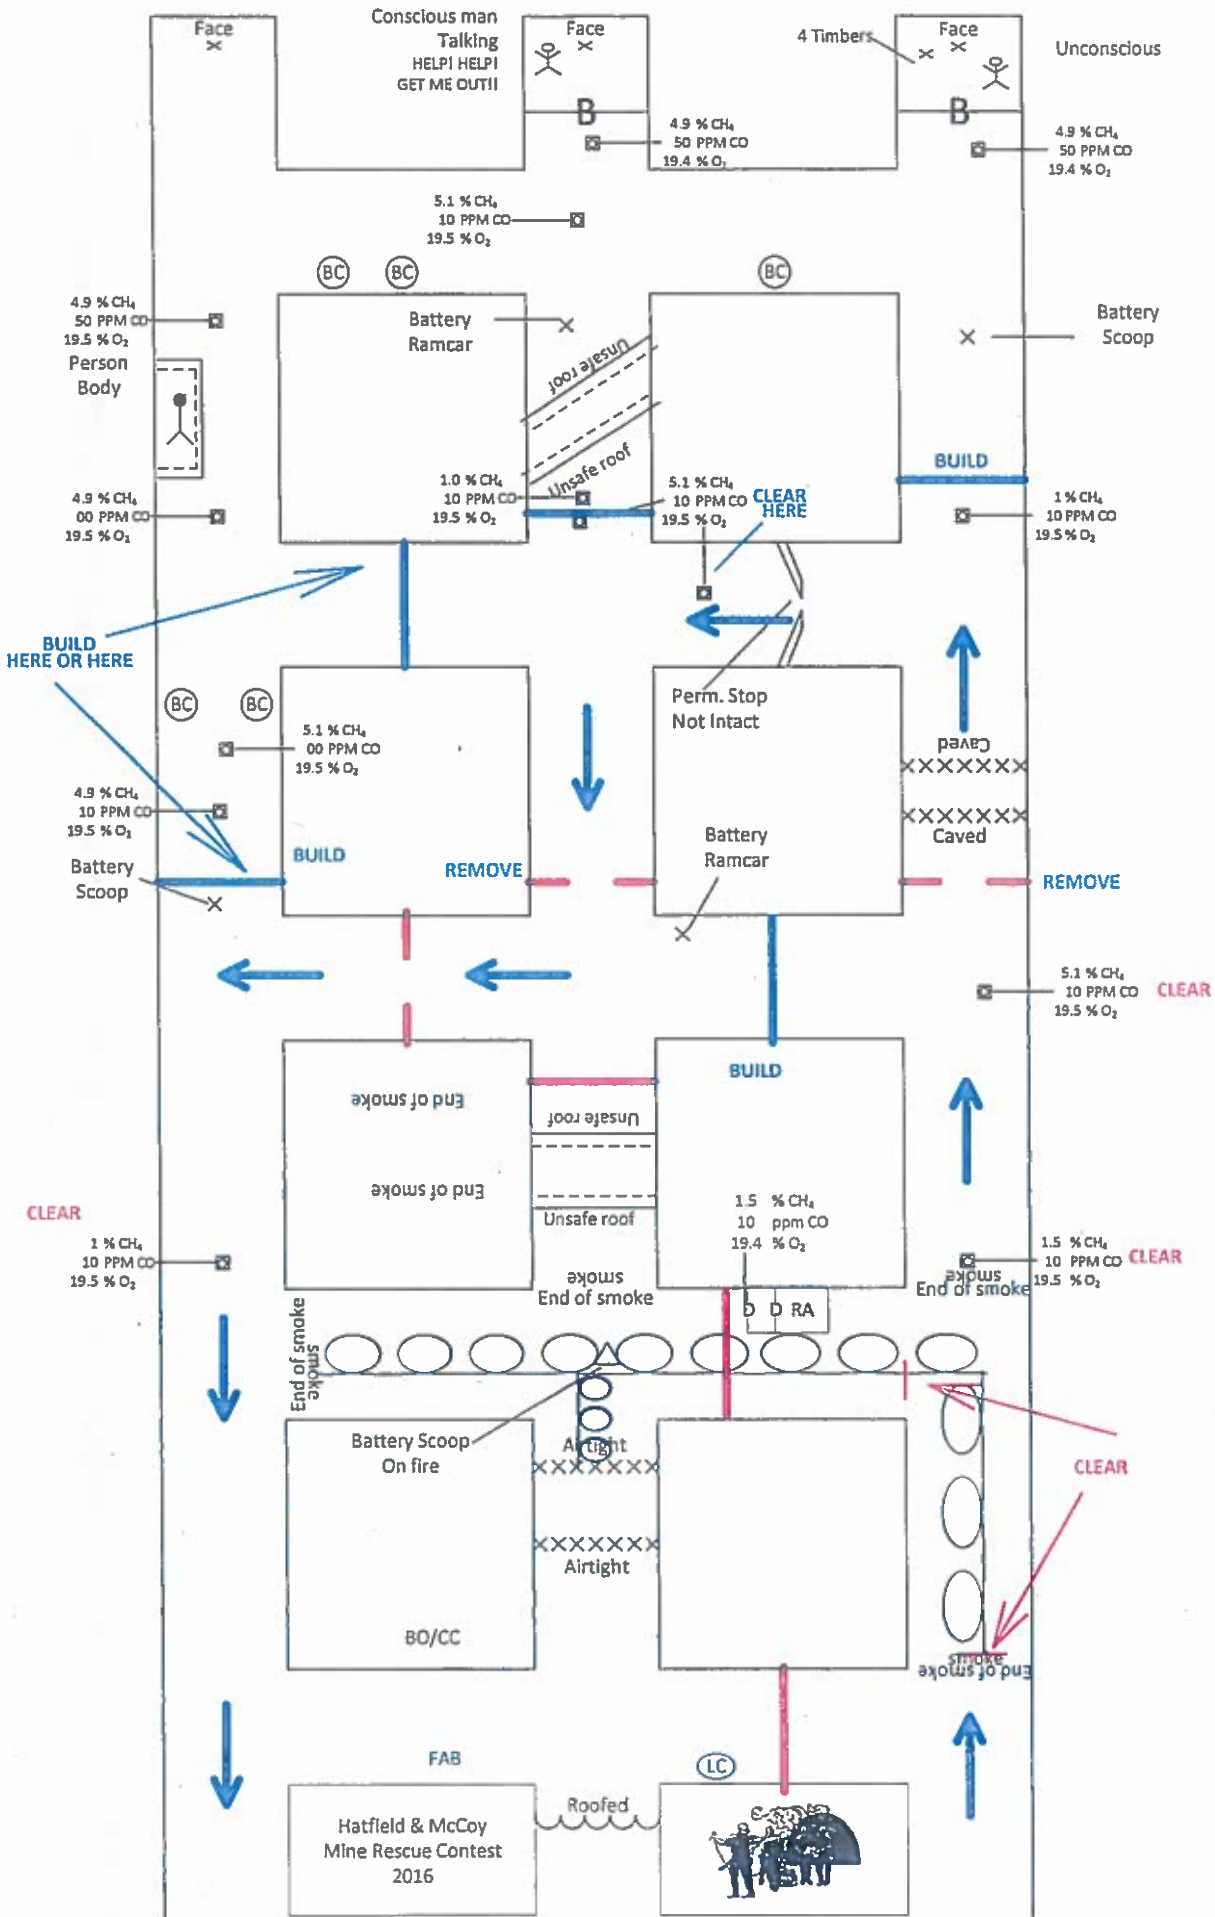 Face
Conscious man
Talking
HELP! HELP!
GET ME OUT!!
Face
4 Timbers
Face
Unconscious
B
B
4.9 % CH₄
50 PPM CO
19.4 % O₂
4.9 % CH₄
50 PPM CO
19.4 % O₂
5.1 % CH₄
10 PPM CO
19.5 % O₂
BC
BC
BC
4.9 % CH₄
50 PPM CO
19.5 % O₂
Battery
Ramcar
Unsafe roof
Battery
Scoop
Person
Body
Unsafe roof
BUILD
1.0 % CH₄
10 PPM CO
19.5 % O₂
5.1 % CH₄
10 PPM CO
19.5 % O₂
CLEAR
HERE
4.9 % CH₄
00 PPM CO
19.5 % O₂
1 % CH₄
10 PPM CO
19.5 % O₂
BUILD
HERE OR HERE
Perm. Stop
Not Intact
BC
BC
5.1 % CH₄
00 PPM CO
19.5 % O₂
Caved
4.9 % CH₄
10 PPM CO
19.5 % O₂
Caved
Battery
Ramcar
BUILD
REMOVE
REMOVE
Battery
Scoop
5.1 % CH₄
10 PPM CO
19.5 % O₂
CLEAR
BUILD
End of smoke
Unsafe roof
End of smoke
Unsafe roof
1.5 % CH₄
10 ppm CO
19.4 % O₂
CLEAR
1 % CH₄
10 PPM CO
19.5 % O₂
1.5 % CH₄
10 PPM CO
19.5 % O₂
CLEAR
smoke
End of smoke
smoke
End of smoke
D D RA
End of smoke
smoke
Battery Scoop
On fire
Airtight
Airtight
CLEAR
BO/CC
smoke
End of smoke
FAB
LC
Roofed
Hatfield & McCoy
Mine Rescue Contest
2016